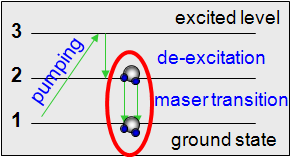 3 excited level
pumping
de-excitation
2
maser transition
1
ground state